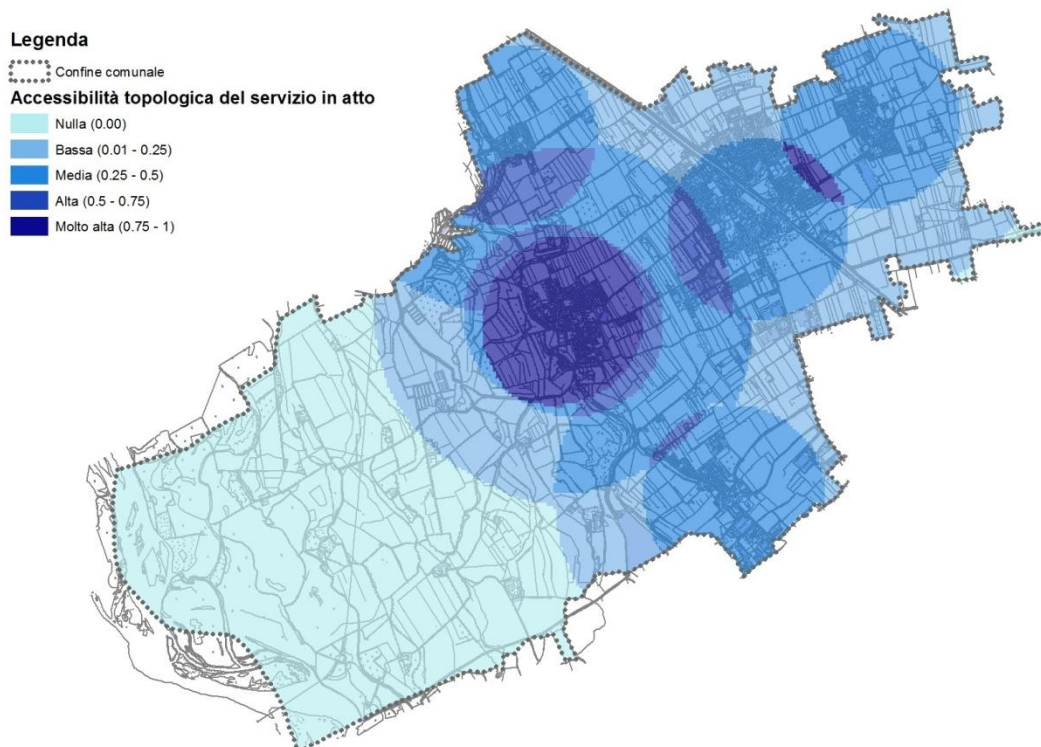 Legenda
Confine comunale
Accessibilità topologica del servizio in atto
Nulla (0.00)
Bassa (0.01 - 0.25)
Media (0.25 - 0.5)
Alta (0.5 - 0.75)
Molto alta (0.75 - 1)